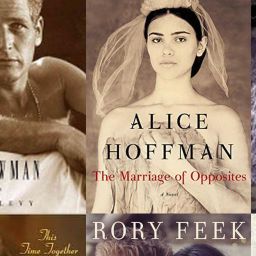 WMAN
LEVY
ALICE
HOFFMAN
The Marriage of Opposites
A Novel
This
Time Together
RORY FEEK